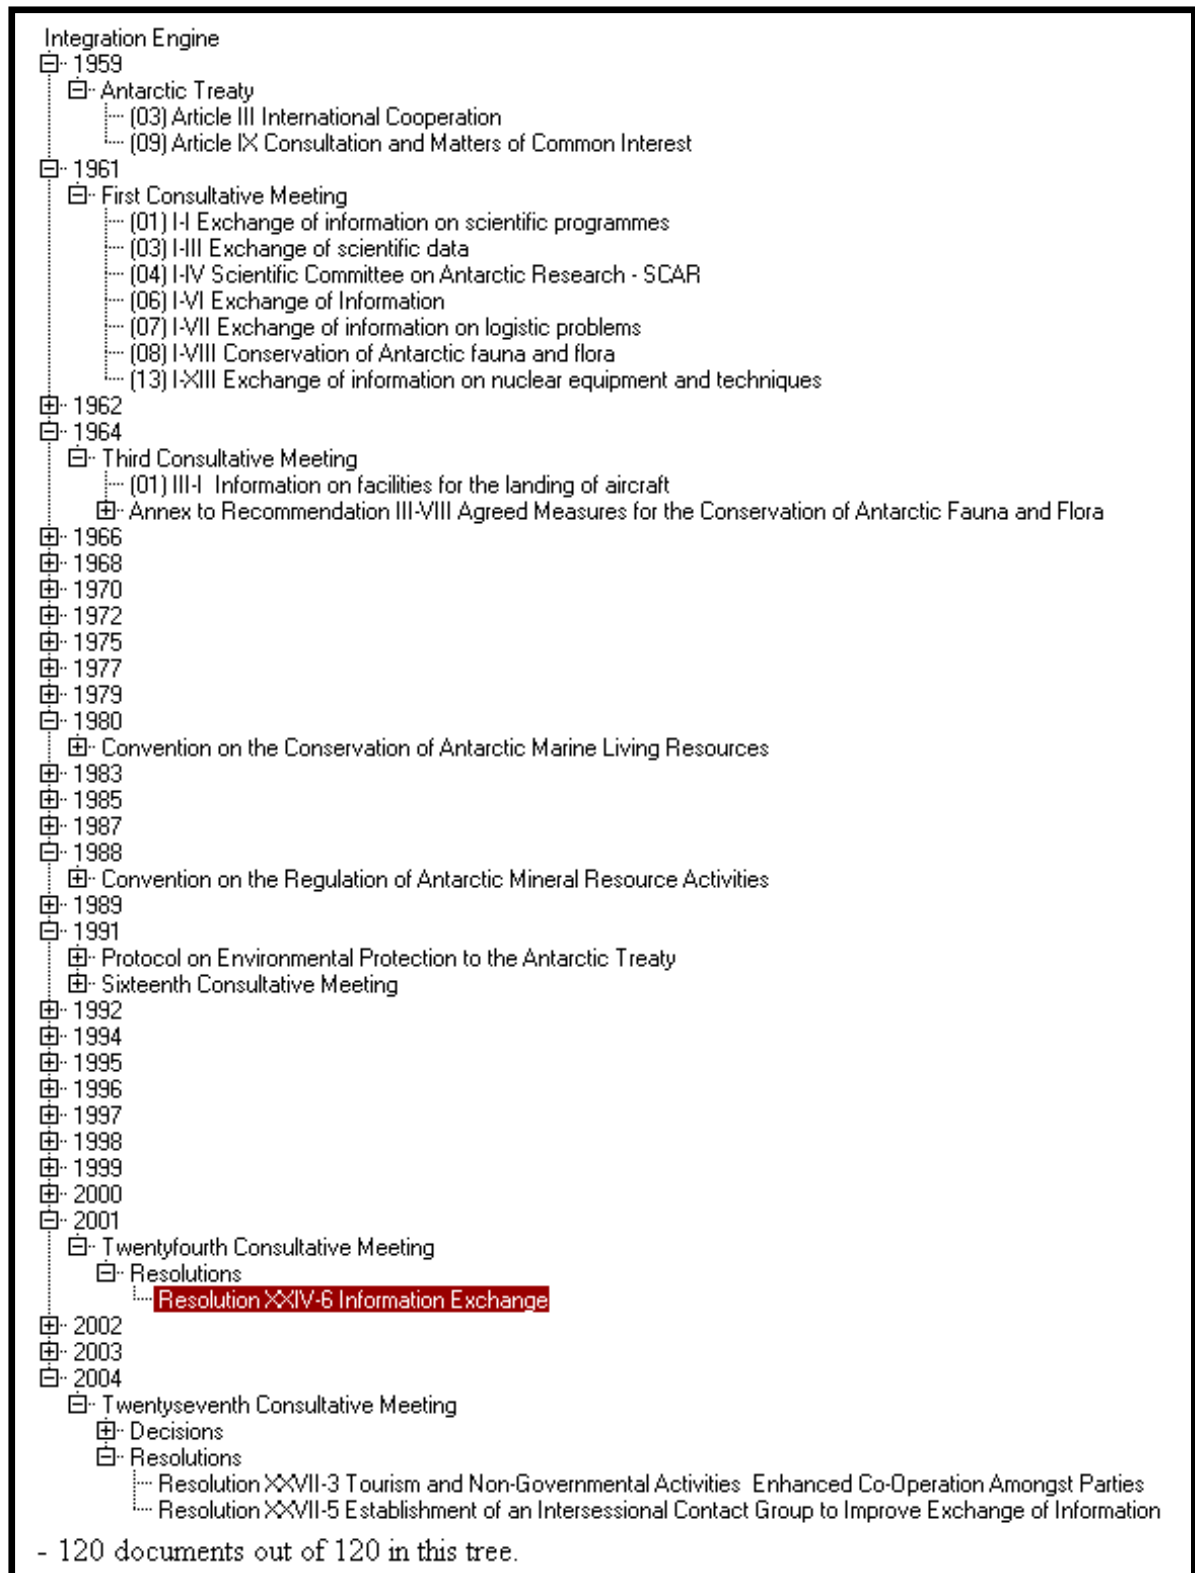 Integration Engine
1959
Antarctic Treaty
(03) Article III International Cooperation
(09) Article IX Consultation and Matters of Common Interest
1961
First Consultative Meeting
(01) I-I Exchange of information on scientific programmes
(03) I-III Exchange of scientific data
(04) I-IV Scientific Committee on Antarctic Research - SCAR
(06) I-VI Exchange of Information
(07) I-VII Exchange of information on logistic problems
(08) I-VIII Conservation of Antarctic fauna and flora
(13) I-XIII Exchange of information on nuclear equipment and techniques
1962
1964
Third Consultative Meeting
(01) III-I  Information on facilities for the landing of aircraft
Annex to Recommendation III-VIII Agreed Measures for the Conservation of Antarctic Fauna and Flora
1966
1968
1970
1972
1975
1977
1979
1980
Convention on the Conservation of Antarctic Marine Living Resources
1983
1985
1987
1988
Convention on the Regulation of Antarctic Mineral Resource Activities
1989
1991
Protocol on Environmental Protection to the Antarctic Treaty
Sixteenth Consultative Meeting
1992
1994
1995
1996
1997
1998
1999
2000
2001
Twentyfourth Consultative Meeting
Resolutions
Resolution XXIV-6 Information Exchange
2002
2003
2004
Twentyseventh Consultative Meeting
Decisions
Resolutions
Resolution XXVII-3 Tourism and Non-Governmental Activities  Enhanced Co-Operation Amongst Parties
Resolution XXVII-5 Establishment of an Intersessional Contact Group to Improve Exchange of Information
- 120 documents out of 120 in this tree.